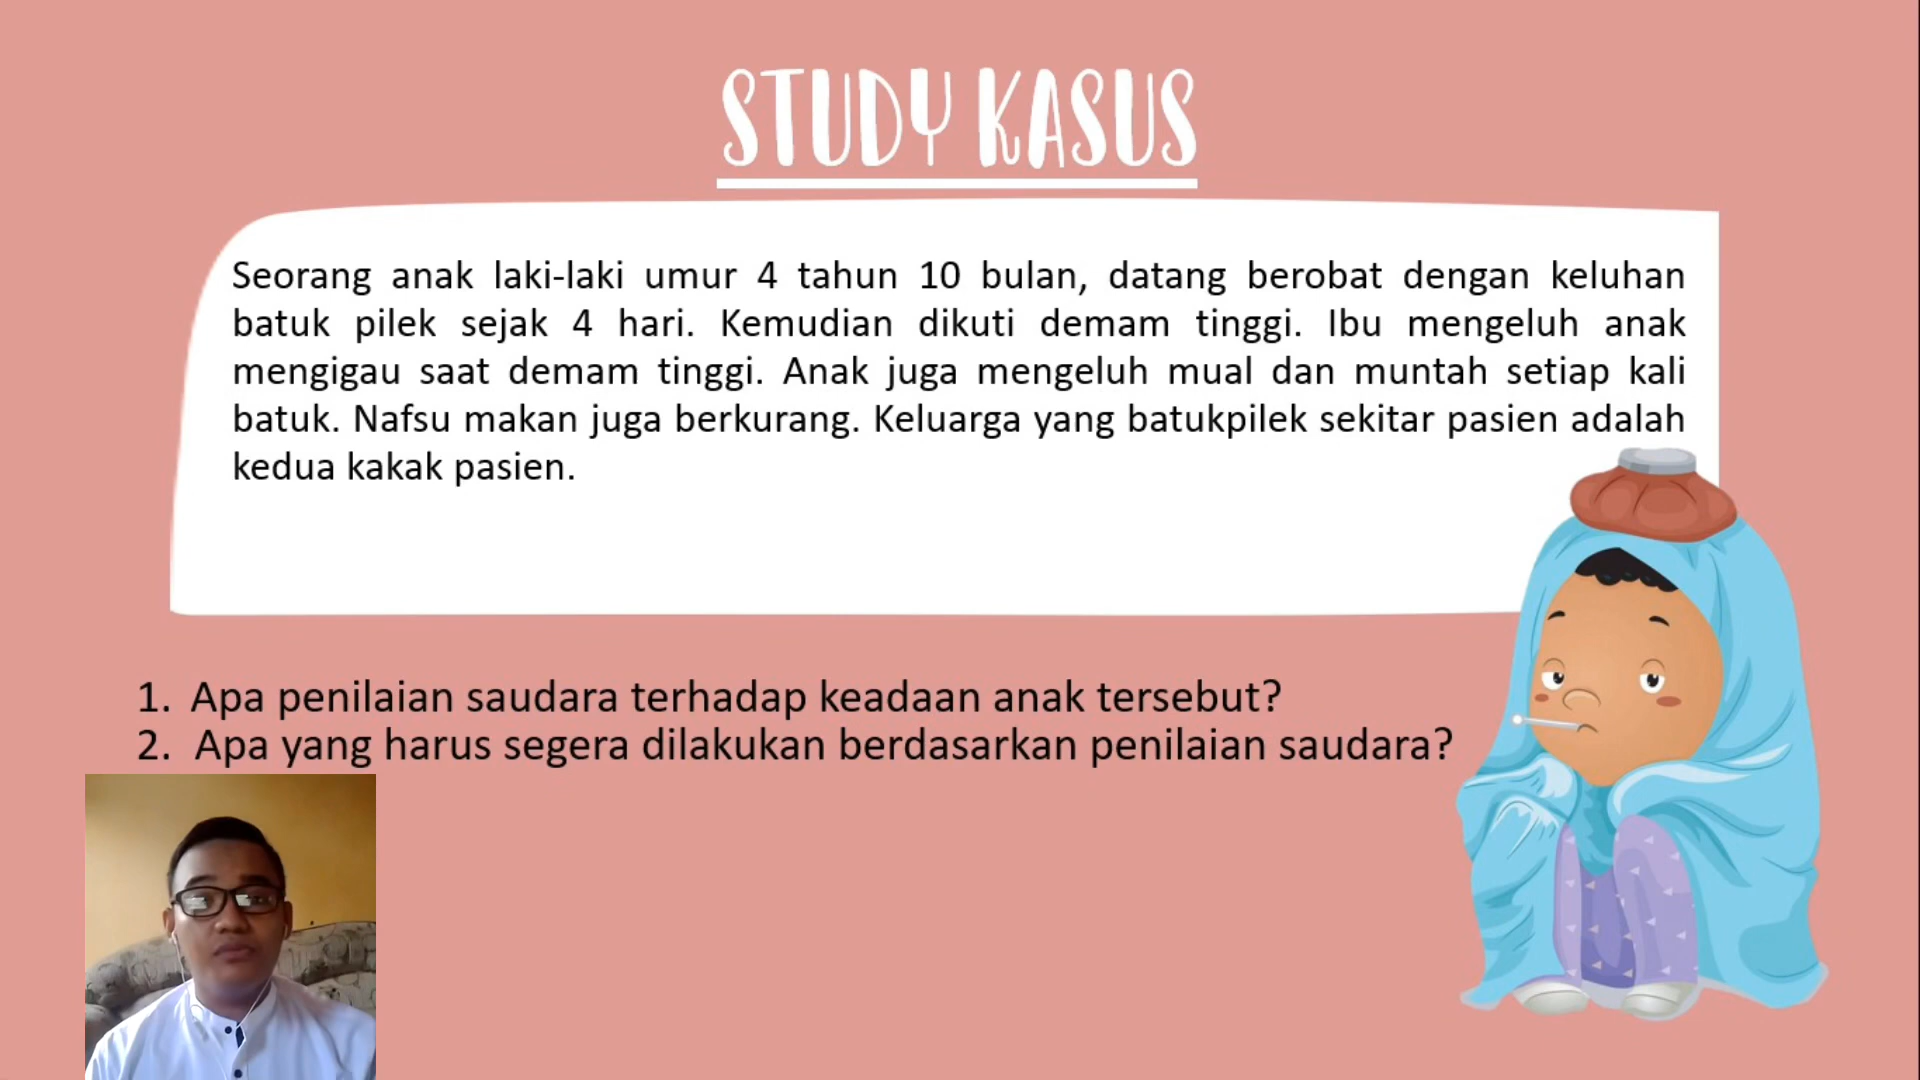 STUDY KASUS
Seorang anak laki-laki umur 4 tahun 10 bulan, datang berobat dengan keluhan
batuk pilek sejak 4 hari. Kemudian dikuti demam tinggi. Ibu mengeluh anak
mengigau saat demam tinggi. Anak juga mengeluh mual dan muntah setiap kali
batuk. Nafsu makan juga berkurang. Keluarga yang batukpilek sekitar pasien adalah
kedua kakak pasien.
1. Apa penilaian saudara terhadap keadaan anak tersebut?
2. Apa yang harus segera dilakukan berdasarkan penilaian saudara?